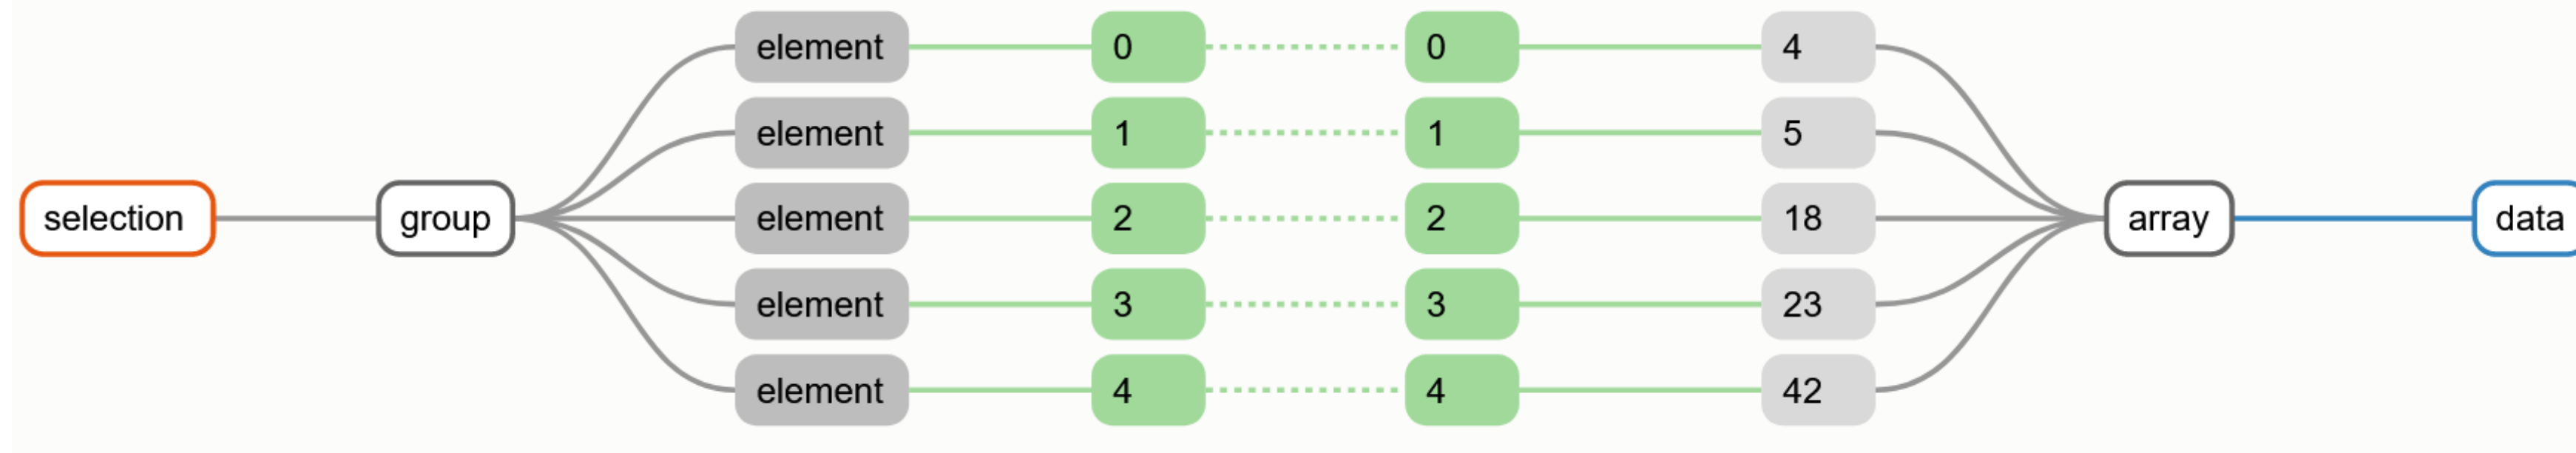 element 0 0 4
element 1 1 5
selection group element 2 2 18 array data
element 3 3 23
element 4 4 42